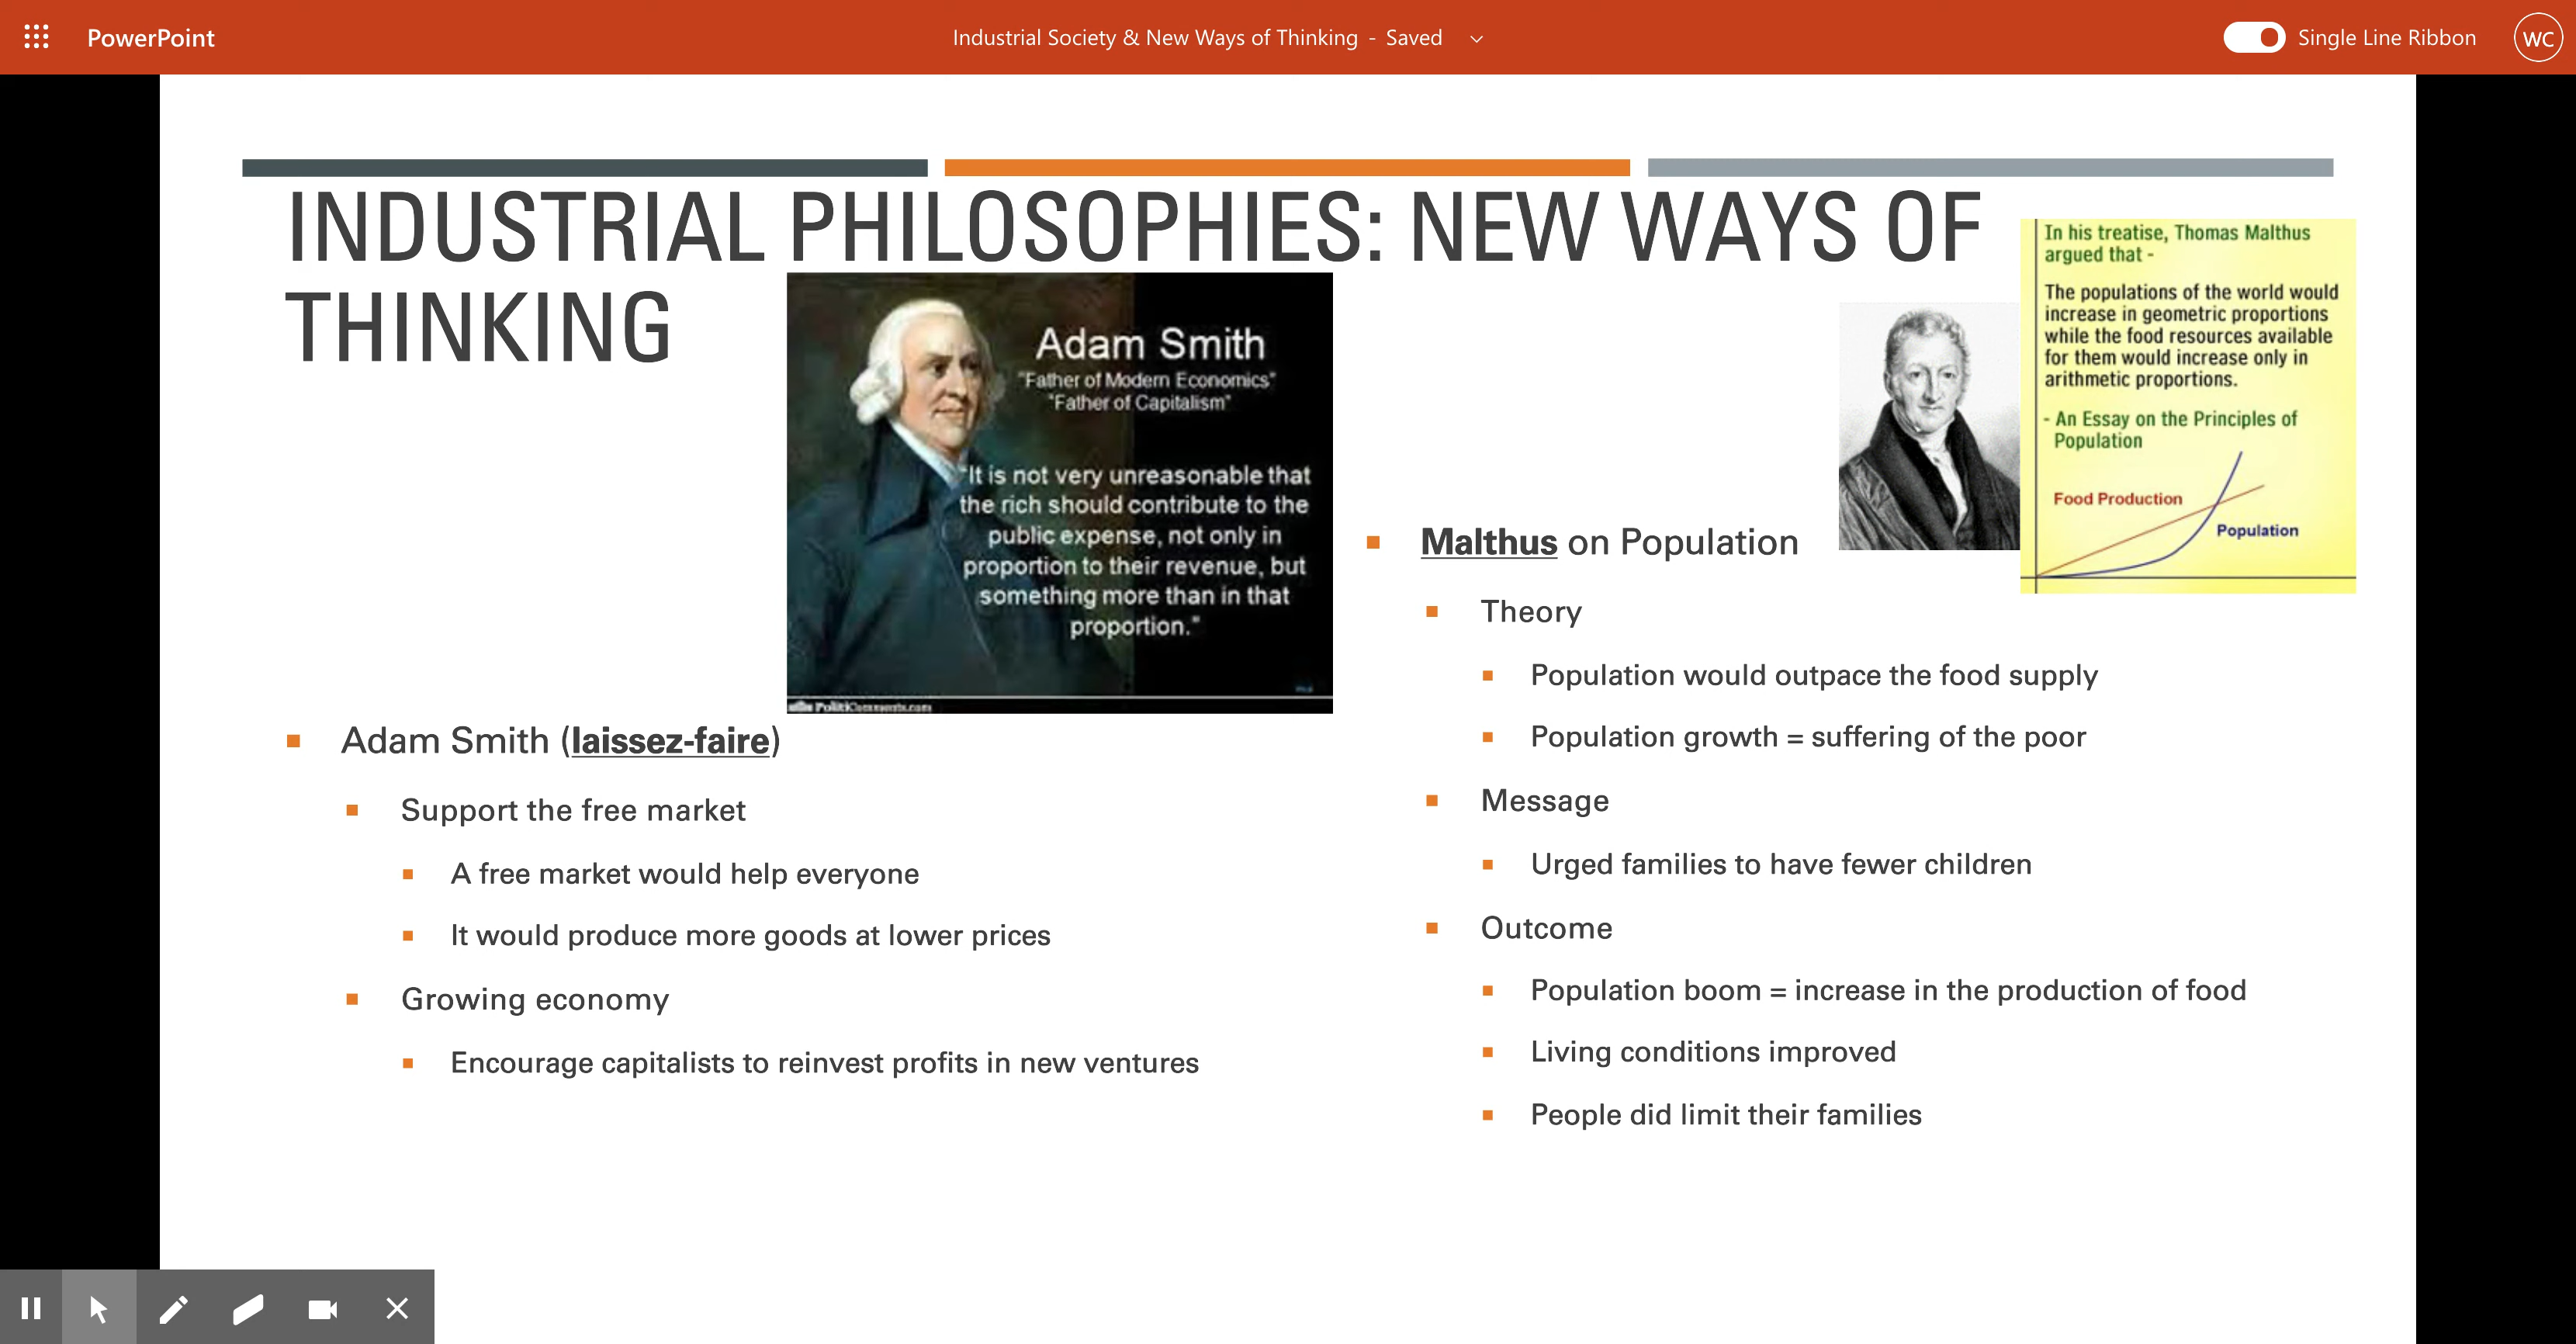 PowerPoint
Industrial Society & New Ways of Thinking - Saved
Single Line Ribbon
WC
INDUSTRIAL PHILOSOPHIES: NEW WAYS OF
THINKING
Adam Smith
"Father of Modern Economics"
"Father of Capitalism"
"It is not very unreasonable that
the rich should contribute to the
public expense, not only in
proportion to their revenue, but
something more than in that
proportion."
PolitiComments.com
In his treatise, Thomas Malthus
argued that -
The populations of the world would
increase in geometric proportions
while the food resources available
for them would increase only in
arithmetic proportions.
- An Essay on the Principles of
Population
Food Production
Population
Adam Smith (laissez-faire)
Support the free market
A free market would help everyone
It would produce more goods at lower prices
Growing economy
Encourage capitalists to reinvest profits in new ventures
Malthus on Population
Theory
Population would outpace the food supply
Population growth = suffering of the poor
Message
Urged families to have fewer children
Outcome
Population boom = increase in the production of food
Living conditions improved
People did limit their families